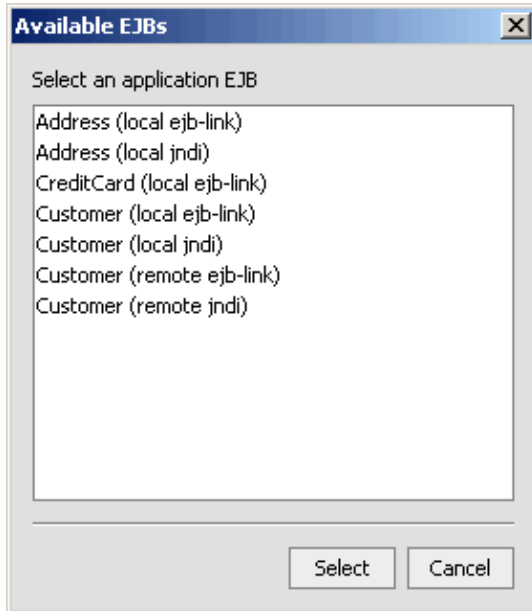 Available EJBs
Select an application EJB
Address (local ejb-link)
Address (local jndi)
CreditCard (local ejb-link)
Customer (local ejb-link)
Customer (local jndi)
Customer (remote ejb-link)
Customer (remote jndi)
Select Cancel